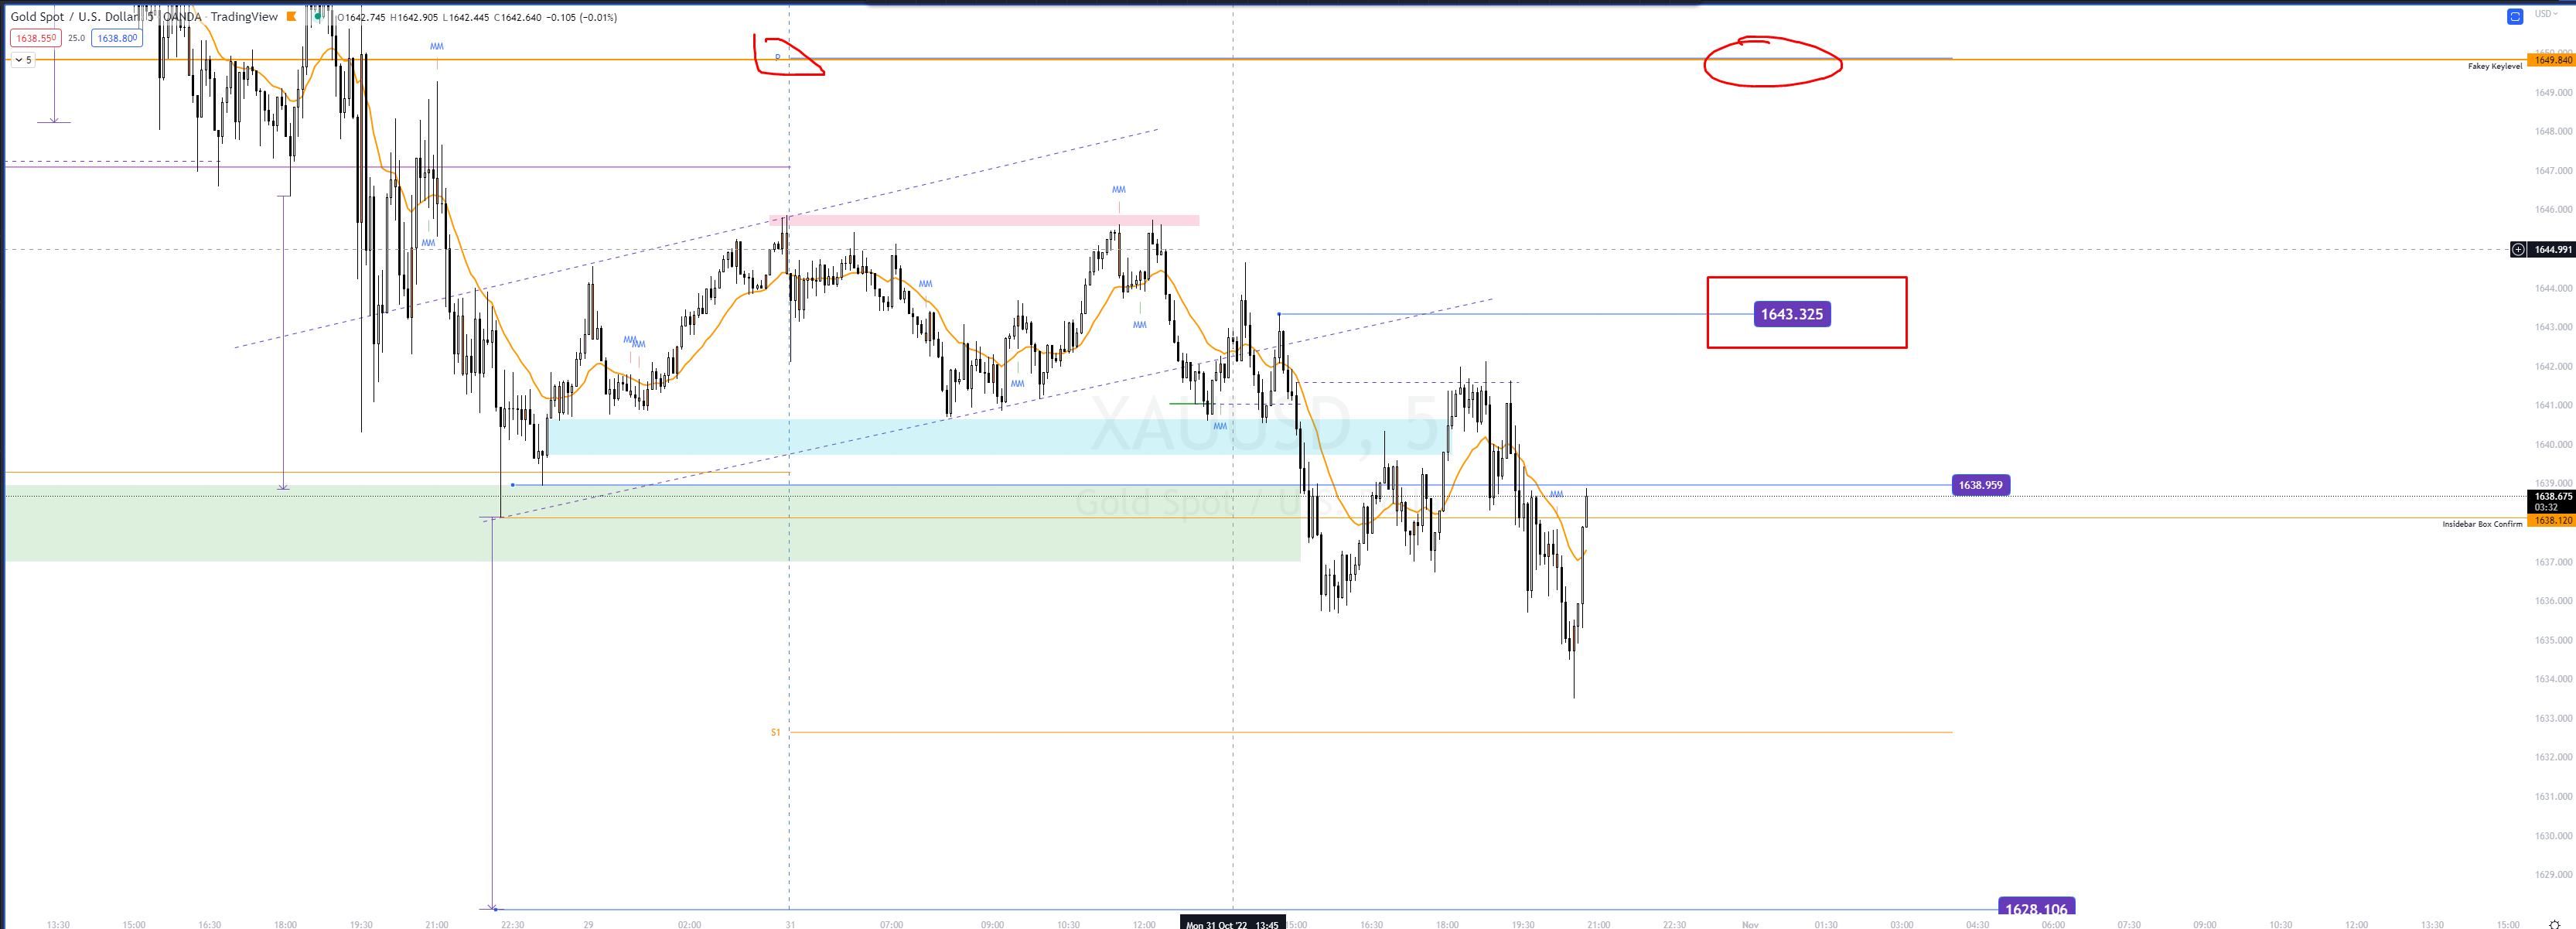 Gold Spot / U.S. Dollar · 5 · OANDA · TradingView O1642.745 H1642.905 L1642.445 C1642.640 −0.105 (−0.01%)
USD
1638.550 25.0 1638.800
5
MM
P
1650.000
1649.840
Fakey Keylevel
1649.000
1648.000
1647.000
MM
1646.000
MM
1644.991
MM
1644.000
1643.325
MM
1643.000
MM
MM
1642.000
MM
1641.000
XAUUSD, 5
MM
1640.000
1639.000
1638.959
MM
1638.675
03:32
Gold Spot / U.S.
1638.120
Insidebar Box Confirm
1637.000
1636.000
1635.000
1634.000
1633.000
S1
1632.000
1631.000
1630.000
1629.000
1628.106
13:30 15:00 16:30 18:00 19:30 21:00 22:30 29 02:00 31 07:00 09:00 10:30 12:00 Mon 31 Oct '22 13:45 15:00 16:30 18:00 19:30 21:00 22:30 Nov 01:30 03:00 04:30 06:00 07:30 09:00 10:30 12:00 13:30 15:00